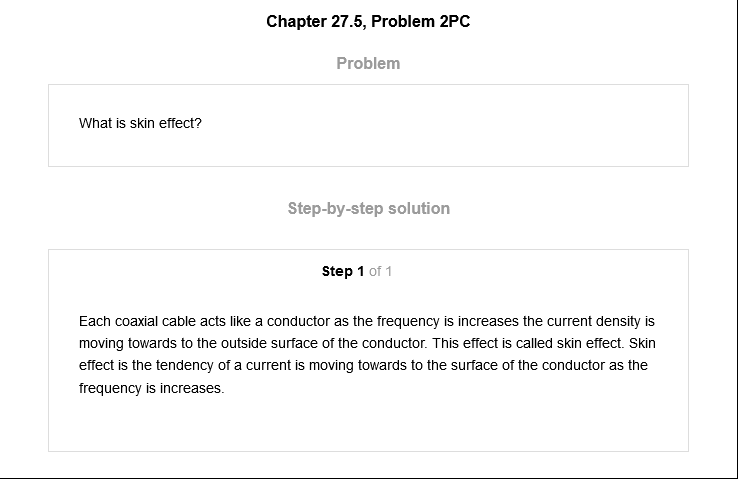 Chapter 27.5, Problem 2PC
Problem
What is skin effect?
Step-by-step solution
Step 1 of 1
Each coaxial cable acts like a conductor as the frequency is increases the current density is
moving towards to the outside surface of the conductor. This effect is called skin effect. Skin
effect is the tendency of a current is moving towards to the surface of the conductor as the
frequency is increases.